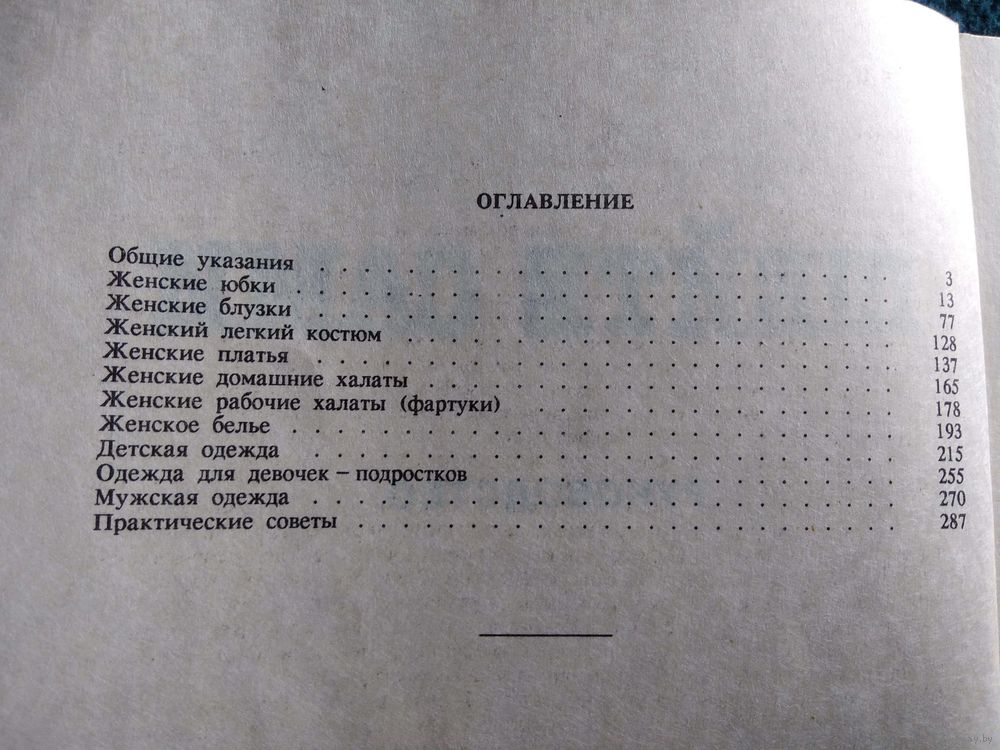 ОГЛАВЛЕНИЕ
Общие указания . . . . . . . . . . . . . . . . . . . . . . . . 3
Женские юбки . . . . . . . . . . . . . . . . . . . . . . . . 13
Женские блузки . . . . . . . . . . . . . . . . . . . . . . . . 77
Женский легкий костюм . . . . . . . . . . . . . . . . . . . . 128
Женские платья . . . . . . . . . . . . . . . . . . . . . . . . 137
Женские домашние халаты . . . . . . . . . . . . . . . . . . . 165
Женские рабочие халаты (фартуки) . . . . . . . . . . . . . . . 178
Женское белье . . . . . . . . . . . . . . . . . . . . . . . . 193
Детская одежда . . . . . . . . . . . . . . . . . . . . . . . . 215
Одежда для девочек – подростков . . . . . . . . . . . . . . . . 255
Мужская одежда . . . . . . . . . . . . . . . . . . . . . . . . 270
Практические советы . . . . . . . . . . . . . . . . . . . . . 287